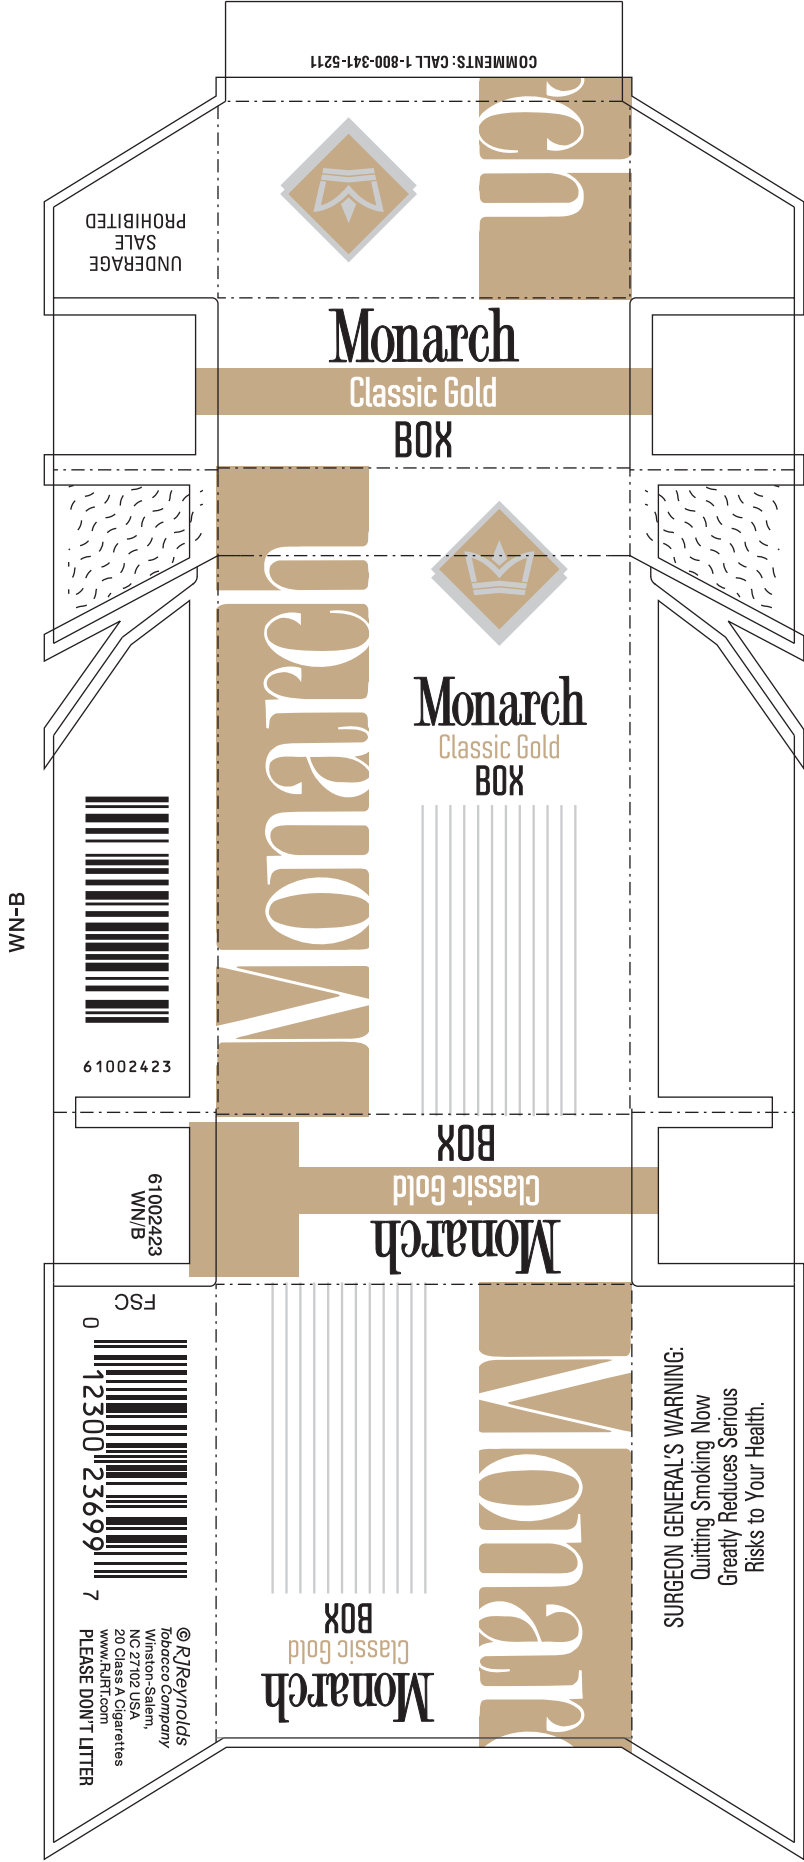 COMMENTS: CALL 1-800-341-5211
ch
UNDERAGE
SALE
PROHIBITED
Monarch
Classic Gold
BOX
Monarch
Monarch
Classic Gold
BOX
WN-B
61002423
BOX
Classic Gold
Monarch
61002423
WN/B
FSC
0 12300 23699 7
Monarc
SURGEON GENERAL'S WARNING:
Quitting Smoking Now
Greatly Reduces Serious
Risks to Your Health.
Monarch
Classic Gold
BOX
© RJReynolds
Tobacco Company
Winston-Salem,
NC 27102 USA
20 Class A Cigarettes
www.RJRT.com
PLEASE DON'T LITTER